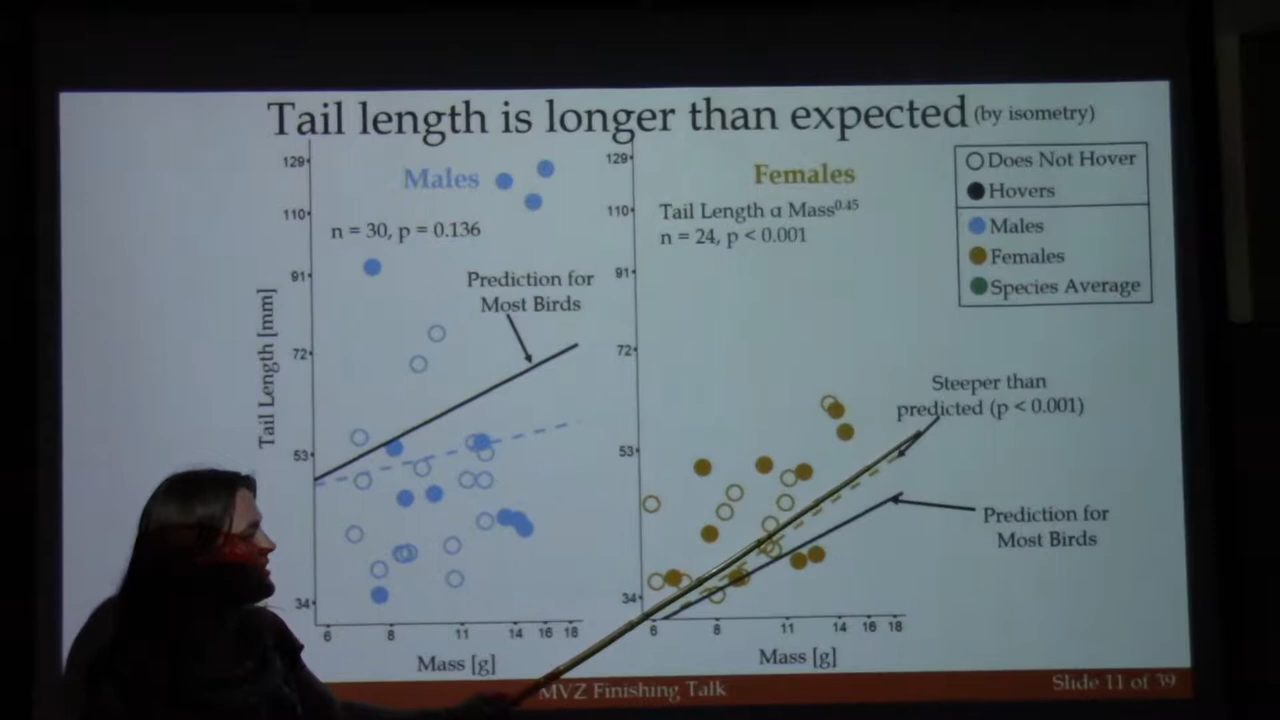 Tail length is longer than expected (by isometry)
Males
n = 30, p = 0.136
Prediction for
Most Birds
Tail Length [mm]
129
110
91
72
53
34
6 8 11 14 16 18
Mass [g]
Females
Tail Length α Mass^0.45
n = 24, p < 0.001
129
110
91
72
53
34
6 8 11 14 16 18
Mass [g]
Steeper than
predicted (p < 0.001)
Prediction for
Most Birds
Does Not Hover
Hovers
Males
Females
Species Average
MVZ Finishing Talk
Slide 11 of 39